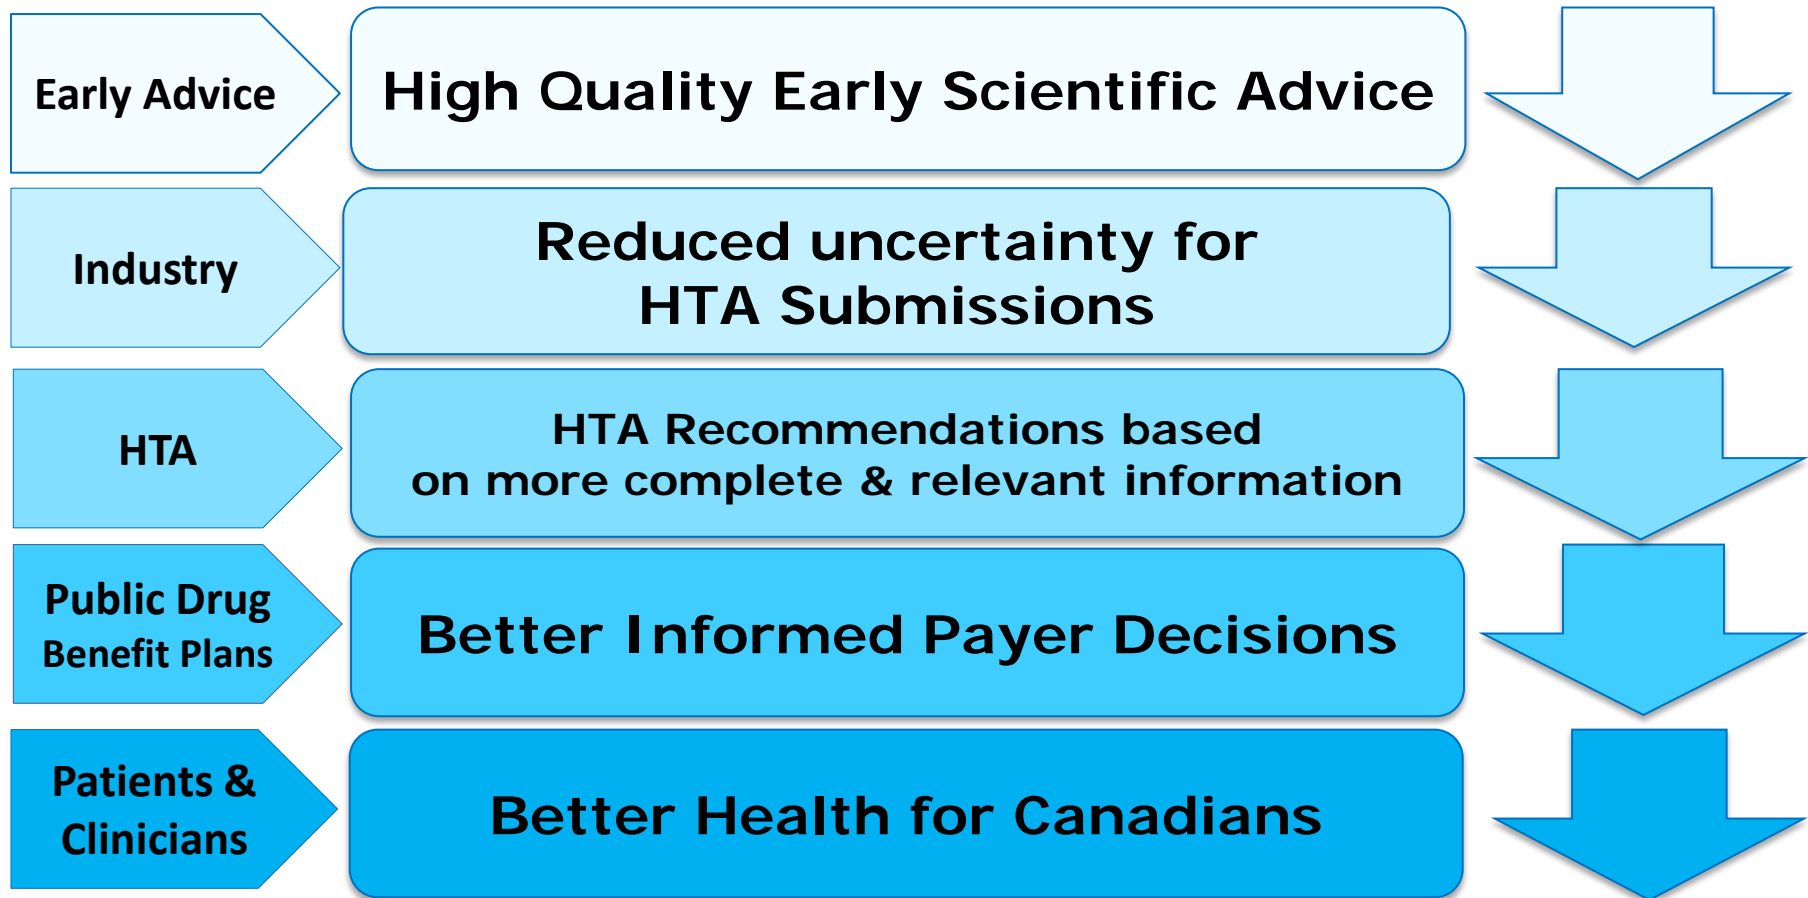 Early Advice
High Quality Early Scientific Advice
Industry
Reduced uncertainty for
HTA Submissions
HTA
HTA Recommendations based
on more complete & relevant information
Public Drug
Benefit Plans
Better Informed Payer Decisions
Patients &
Clinicians
Better Health for Canadians